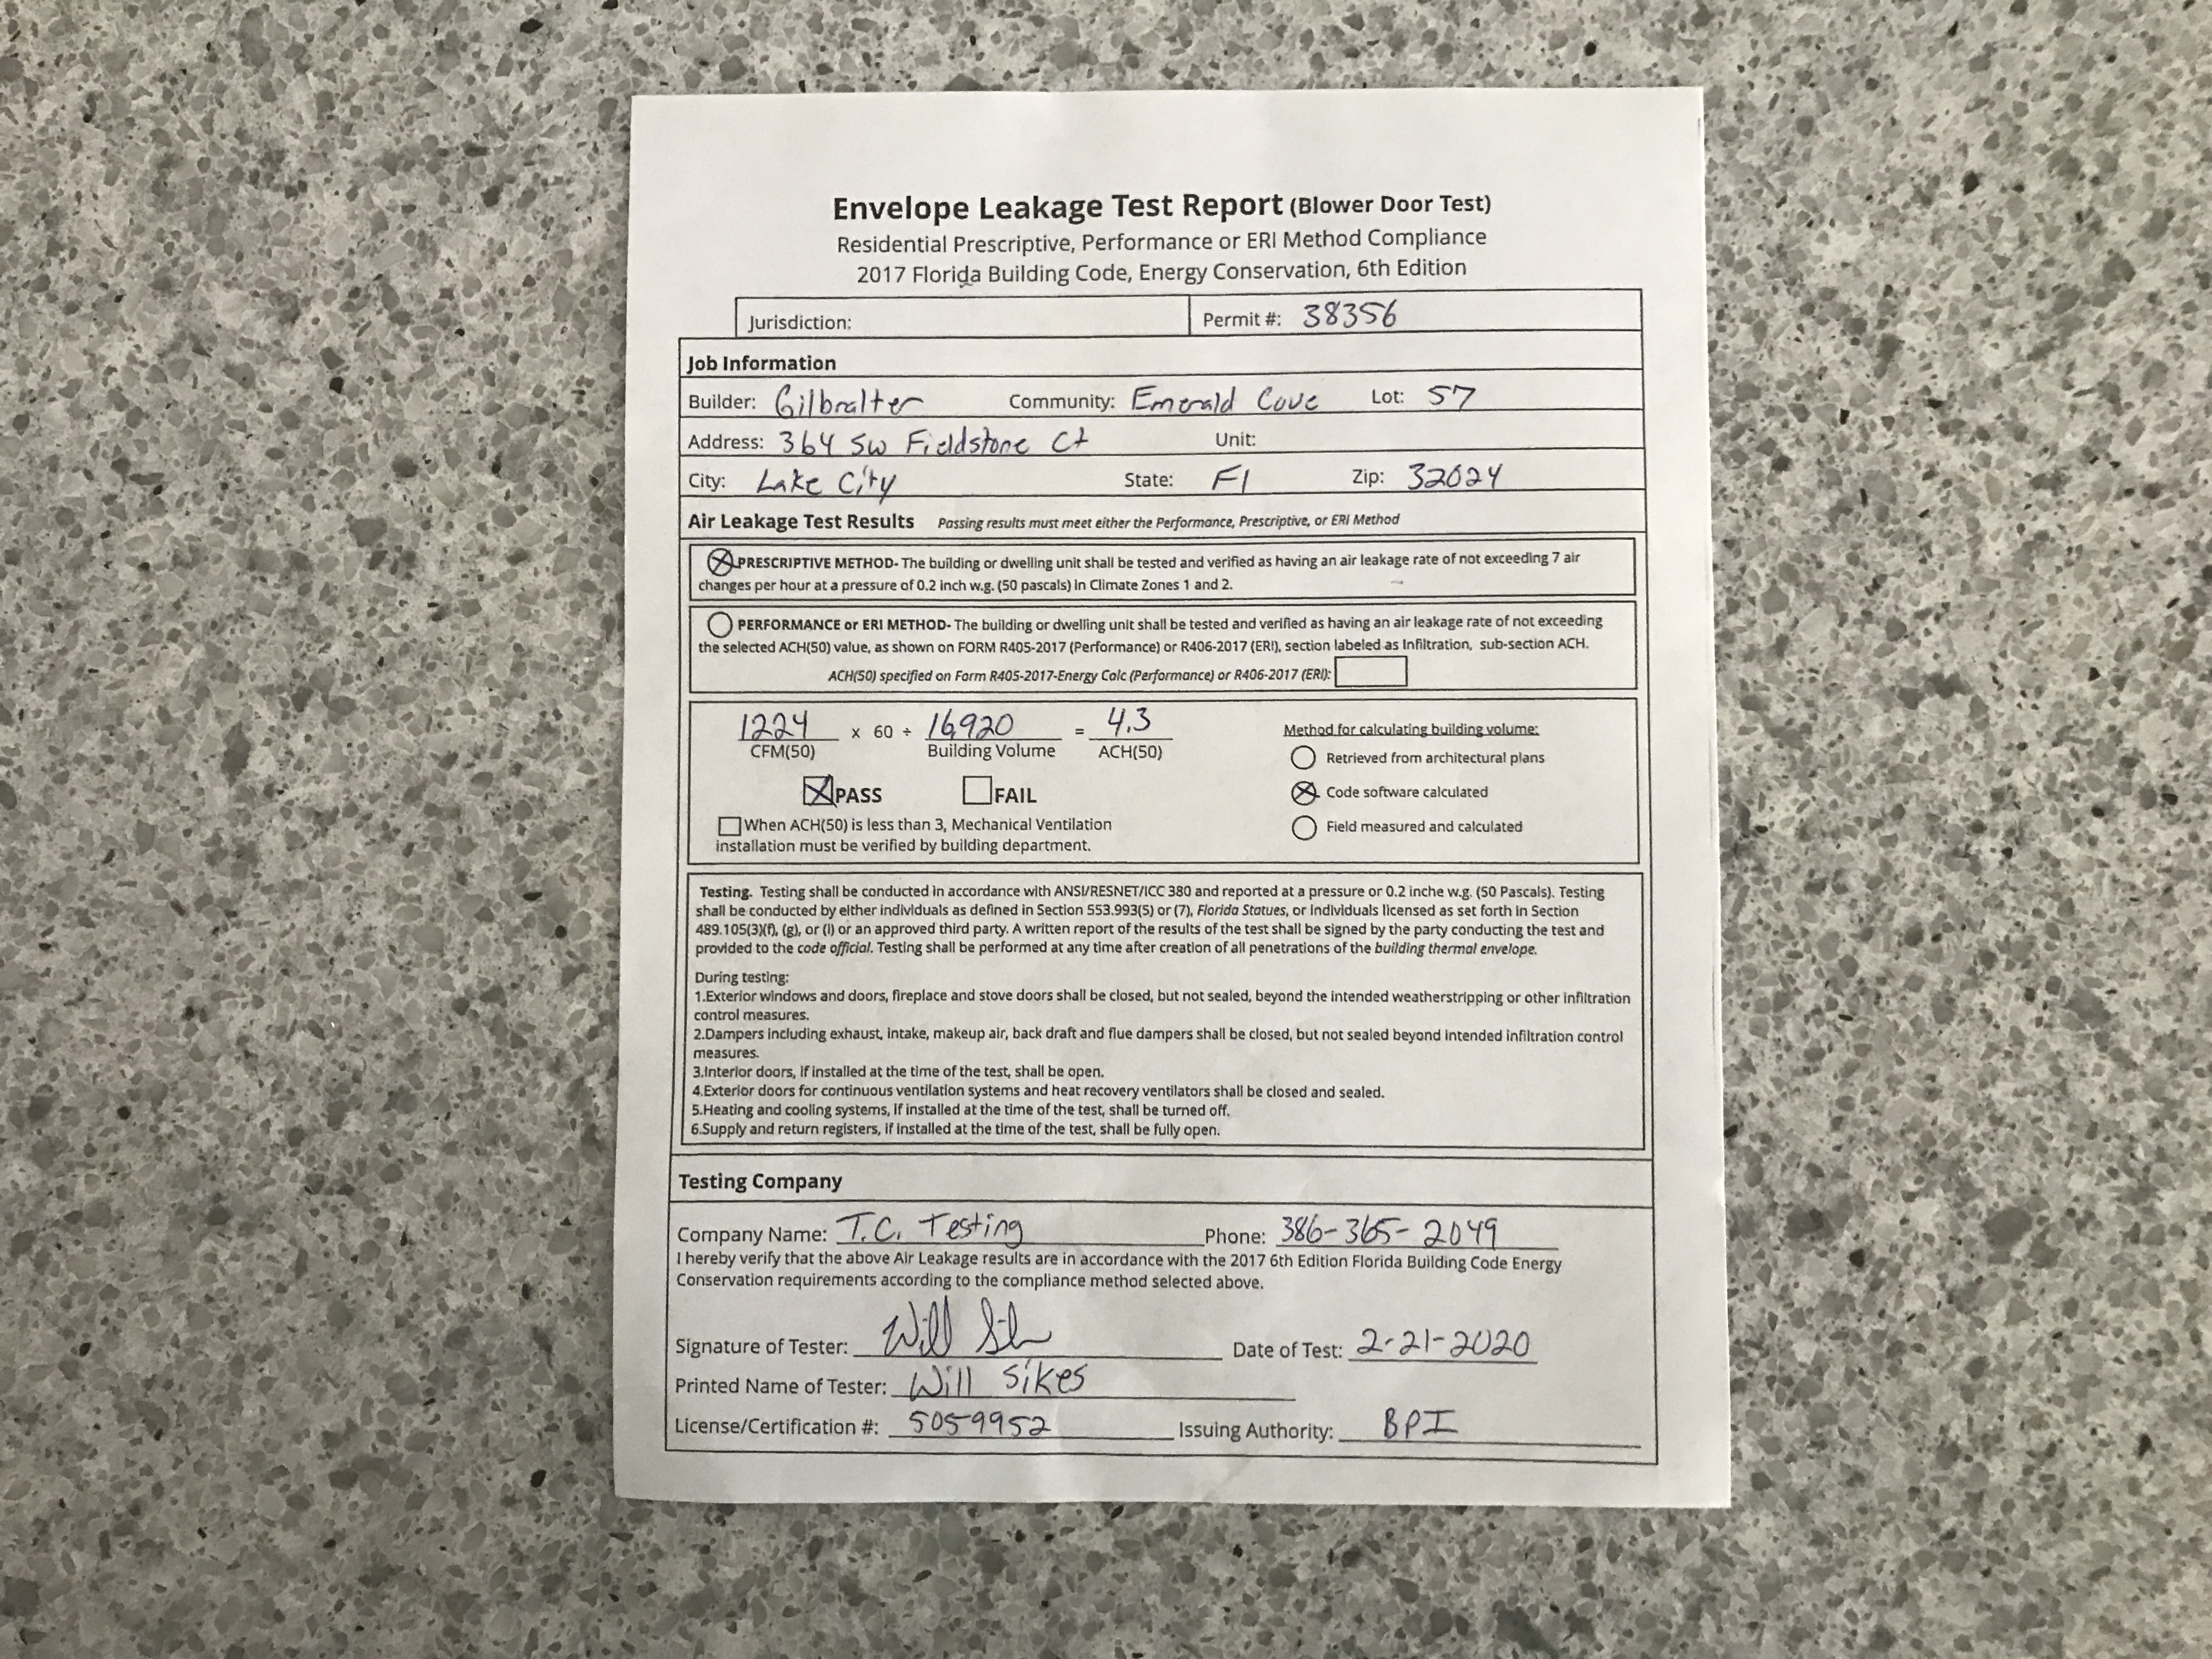 Envelope Leakage Test Report (Blower Door Test)
Residential Prescriptive, Performance or ERI Method Compliance
2017 Florida Building Code, Energy Conservation, 6th Edition
Jurisdiction: Permit #: 38356
Job Information
Builder: Gilbralter Community: Emerald Cove Lot: 57
Address: 364 SW Fieldstone Ct Unit:
City: Lake City State: Fl Zip: 32024
Air Leakage Test Results Passing results must meet either the Performance, Prescriptive, or ERI Method
PRESCRIPTIVE METHOD- The building or dwelling unit shall be tested and verified as having an air leakage rate of not exceeding 7 air
changes per hour at a pressure of 0.2 inch w.g. (50 pascals) in Climate Zones 1 and 2.
PERFORMANCE or ERI METHOD- The building or dwelling unit shall be tested and verified as having an air leakage rate of not exceeding
the selected ACH(50) value, as shown on FORM R405-2017 (Performance) or R406-2017 (ERI), section labeled as Infiltration, sub-section ACH.
ACH(50) specified on Form R405-2017-Energy Calc (Performance) or R406-2017 (ERI):
1224 x 60 ÷ 16,920 = 4.3
CFM(50) Building Volume ACH(50)
PASS FAIL
When ACH(50) is less than 3, Mechanical Ventilation
installation must be verified by building department.
Method for calculating building volume:
Retrieved from architectural plans
Code software calculated
Field measured and calculated
Testing. Testing shall be conducted in accordance with ANSI/RESNET/ICC 380 and reported at a pressure or 0.2 inche w.g. (50 Pascals). Testing
shall be conducted by either individuals as defined in Section 553.993(5) or (7), Florida Statues, or individuals licensed as set forth in Section
489.105(3)(f), (g), or (i) or an approved third party. A written report of the results of the test shall be signed by the party conducting the test and
provided to the code official. Testing shall be performed at any time after creation of all penetrations of the building thermal envelope.
During testing:
1.Exterior windows and doors, fireplace and stove doors shall be closed, but not sealed, beyond the intended weatherstripping or other infiltration
control measures.
2.Dampers including exhaust, intake, makeup air, back draft and flue dampers shall be closed, but not sealed beyond intended infiltration control
measures.
3.Interior doors, if installed at the time of the test, shall be open.
4.Exterior doors for continuous ventilation systems and heat recovery ventilators shall be closed and sealed.
5.Heating and cooling systems, if installed at the time of the test, shall be turned off.
6.Supply and return registers, if installed at the time of the test, shall be fully open.
Testing Company
Company Name: T.C. Testing Phone: 386-365-2049
I hereby verify that the above Air Leakage results are in accordance with the 2017 6th Edition Florida Building Code Energy
Conservation requirements according to the compliance method selected above.
Signature of Tester: Will Sik Date of Test: 2-21-2020
Printed Name of Tester: Will Sikes
License/Certification #: 5059952 Issuing Authority: BPI